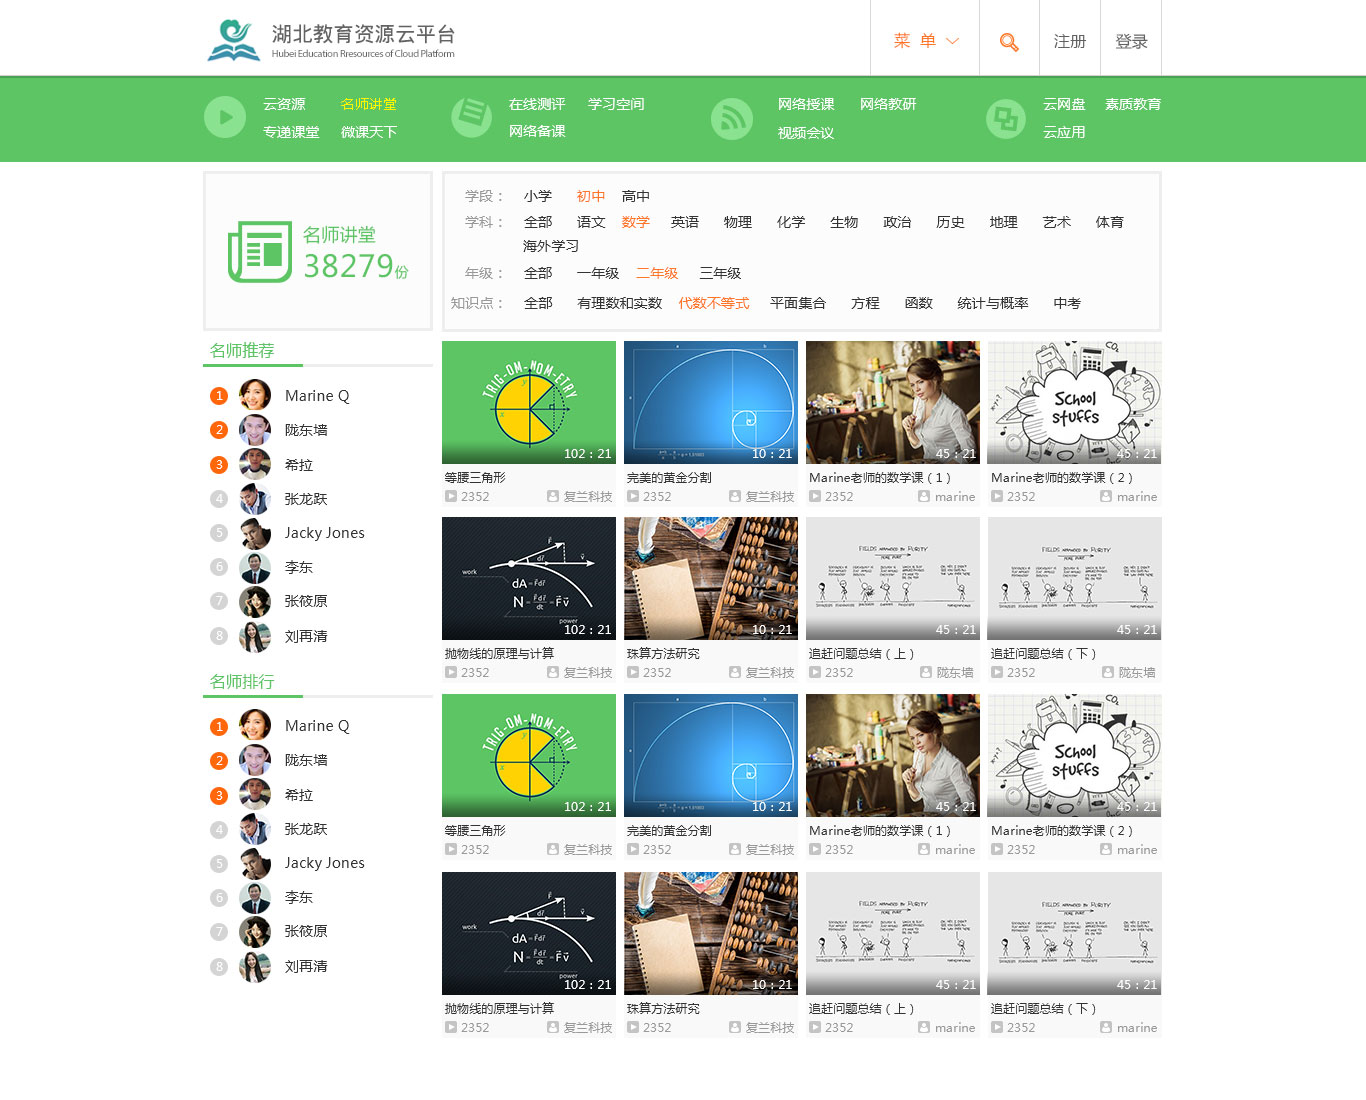 湖北教育资源云平台
Hubei Education Rresources of Cloud Platform
菜 单
注册
登录
云资源 名师讲堂
专递课堂 微课天下
在线测评 学习空间
网络备课
网络授课 网络教研
视频会议
云网盘 素质教育
云应用
名师讲堂
38279份
学段： 小学 初中 高中
学科： 全部 语文 数学 英语 物理 化学 生物 政治 历史 地理 艺术 体育
海外学习
年级： 全部 一年级 二年级 三年级
知识点： 全部 有理数和实数 代数不等式 平面集合 方程 函数 统计与概率 中考
名师推荐
1 Marine Q
2 陇东墙
3 希拉
4 张龙跃
5 Jacky Jones
6 李东
7 张筱原
8 刘再清
名师排行
1 Marine Q
2 陇东墙
3 希拉
4 张龙跃
5 Jacky Jones
6 李东
7 张筱原
8 刘再清
TRIG-OM-NOM-ETRY
102 : 21
等腰三角形
2352 复兰科技
10 : 21
完美的黄金分割
2352 复兰科技
45 : 21
Marine老师的数学课（1）
2352 marine
School
stuffs
45 : 21
Marine老师的数学课（2）
2352 marine
work
power
102 : 21
抛物线的原理与计算
2352 复兰科技
10 : 21
珠算方法研究
2352 复兰科技
FIELDS ARRANGED BY PURITY
MORE PURE
45 : 21
追赶问题总结（上）
2352 陇东墙
FIELDS ARRANGED BY PURITY
MORE PURE
45 : 21
追赶问题总结（下）
2352 陇东墙
TRIG-OM-NOM-ETRY
102 : 21
等腰三角形
2352 复兰科技
10 : 21
完美的黄金分割
2352 复兰科技
45 : 21
Marine老师的数学课（1）
2352 marine
School
stuffs
45 : 21
Marine老师的数学课（2）
2352 marine
work
power
102 : 21
抛物线的原理与计算
2352 复兰科技
10 : 21
珠算方法研究
2352 复兰科技
FIELDS ARRANGED BY PURITY
MORE PURE
45 : 21
追赶问题总结（上）
2352 marine
FIELDS ARRANGED BY PURITY
MORE PURE
45 : 21
追赶问题总结（下）
2352 marine